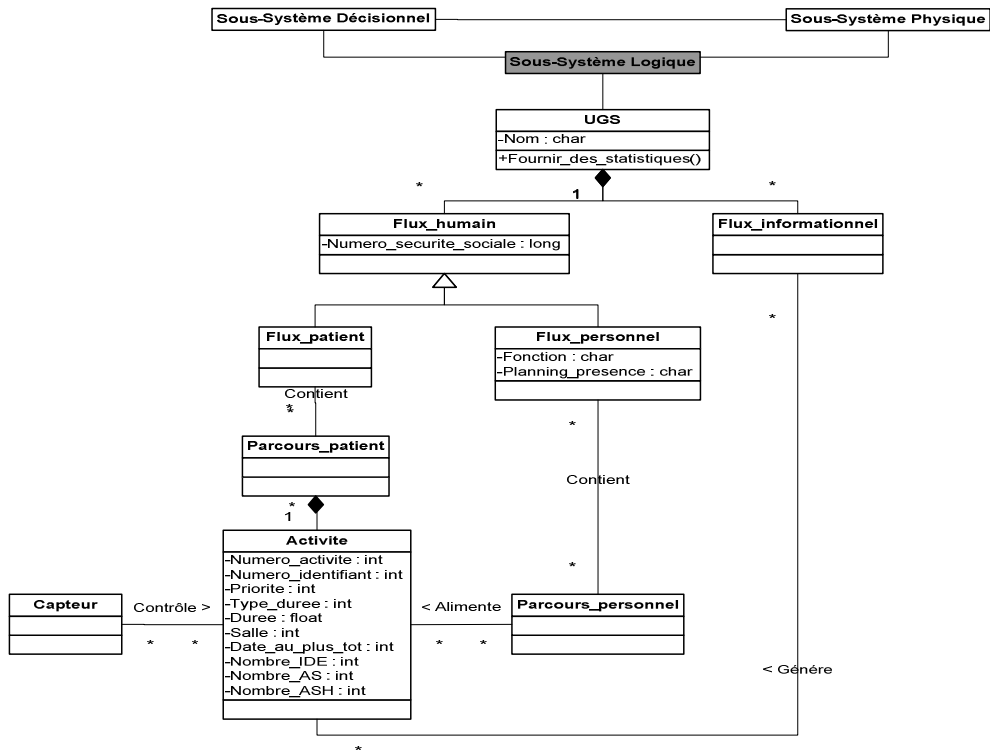 Sous-Système Décisionnel
Sous-Système Physique
Sous-Système Logique
UGS
-Nom : char
+Fournir_des_statistiques()
*
1
*
Flux_humain
-Numero_securite_sociale : long
Flux_informationnel
*
Flux_patient
Flux_personnel
-Fonction : char
-Planning_presence : char
Contient
*
*
*
Parcours_patient
Contient
*
1
Activite
-Numero_activite : int
-Numero_identifiant : int
-Priorite : int
-Type_duree : int
-Duree : float
-Salle : int
-Date_au_plus_tot : int
-Nombre_IDE : int
-Nombre_AS : int
-Nombre_ASH : int
*
Capteur
Contrôle >
* *
< Alimente
* *
Parcours_personnel
< Génére
*